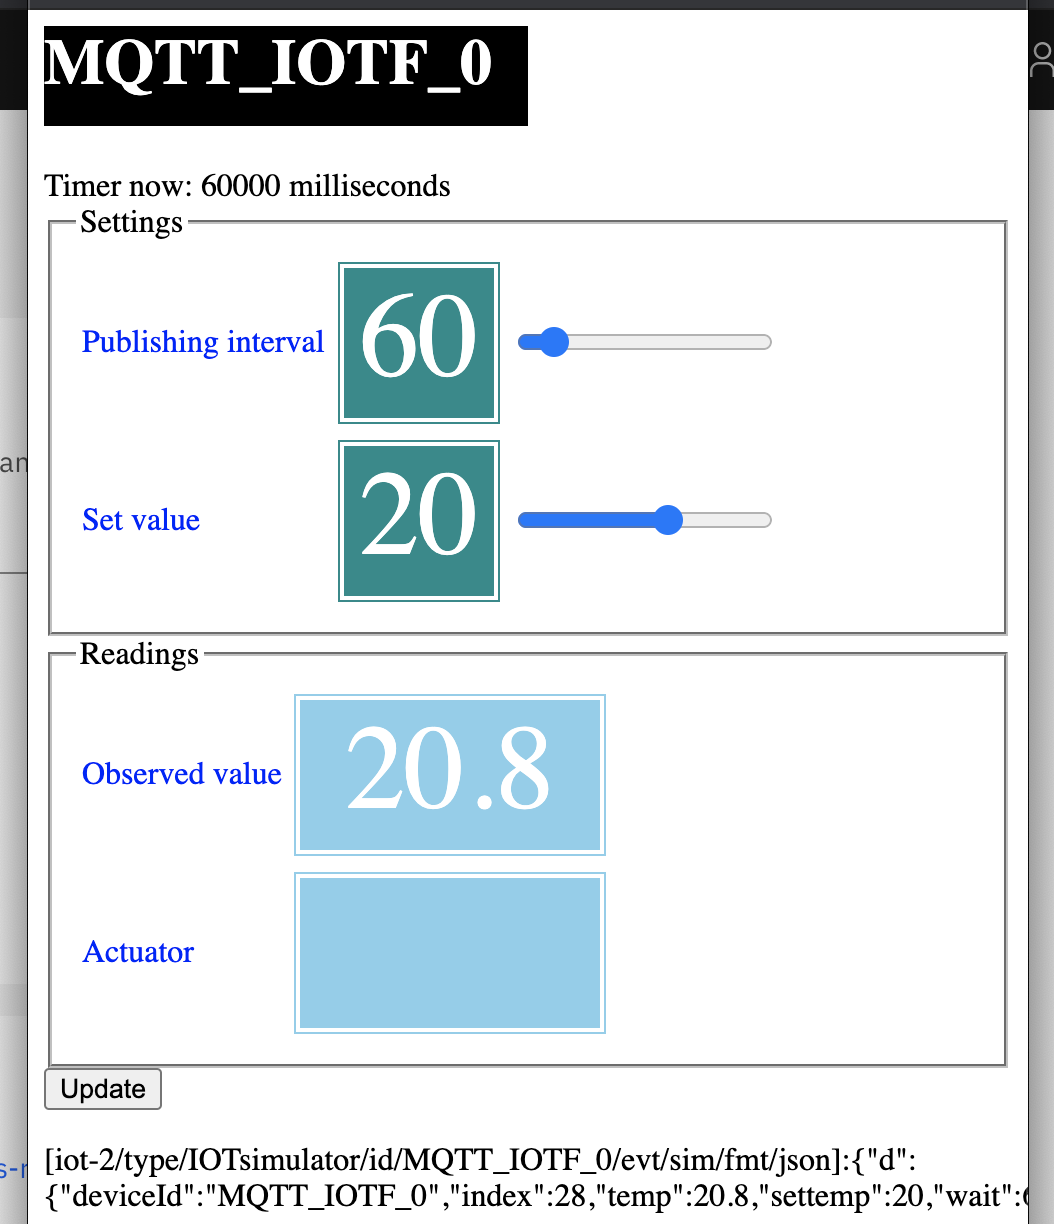 MQTT_IOTF_0
Timer now: 60000 milliseconds
Settings
Publishing interval 60
Set value 20
Readings
Observed value 20.8
Actuator
Update
[iot-2/type/IOTsimulator/id/MQTT_IOTF_0/evt/sim/fmt/json]:{"d":
{"deviceId":"MQTT_IOTF_0","index":28,"temp":20.8,"settemp":20,"wait":